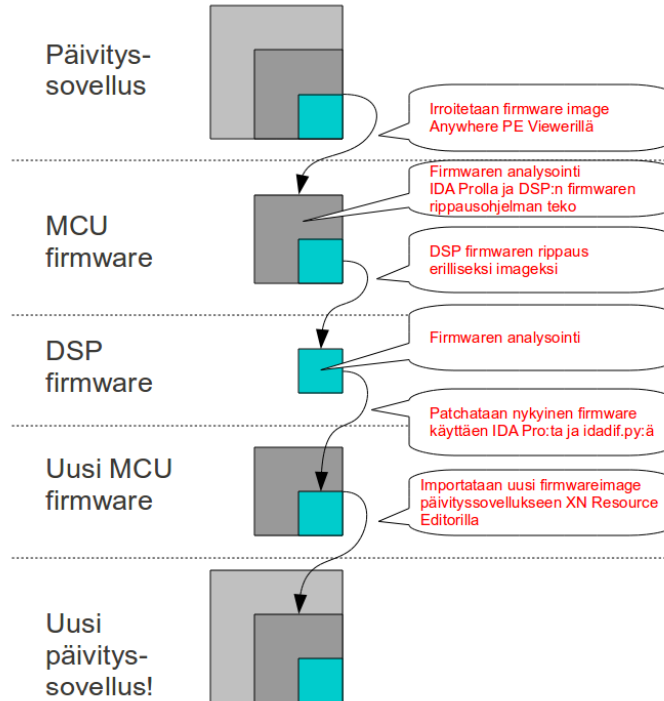 Päivitys-
sovellus
Irroitetaan firmware image
Anywhere PE Viewerillä
MCU
firmware
Firmwaren analysointi
IDA Prolla ja DSP:n firmwaren
rippausohjelman teko
DSP firmwaren rippaus
erilliseksi imageksi
DSP
firmware
Firmwaren analysointi
Patchataan nykyinen firmware
käyttäen IDA Pro:ta ja idadif.py:ä
Uusi MCU
firmware
Importataan uusi firmwareimage
päivityssovellukseen XN Resource
Editorilla
Uusi
päivitys-
sovellus!